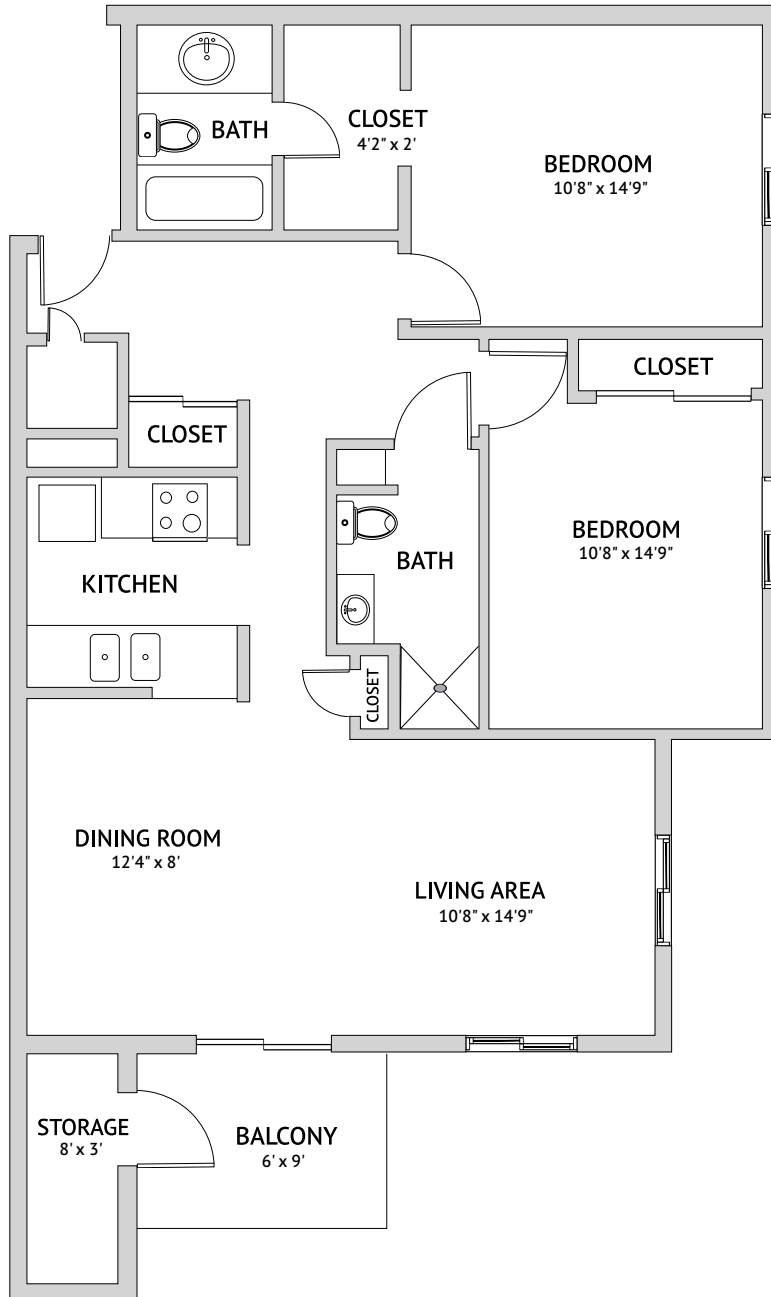 BATH
CLOSET
4'2" x 2'
BEDROOM
10'8" x 14'9"
CLOSET
CLOSET
BEDROOM
10'8" x 14'9"
BATH
KITCHEN
CLOSET
DINING ROOM
12'4" x 8'
LIVING AREA
10'8" x 14'9"
STORAGE
8' x 3'
BALCONY
6' x 9'